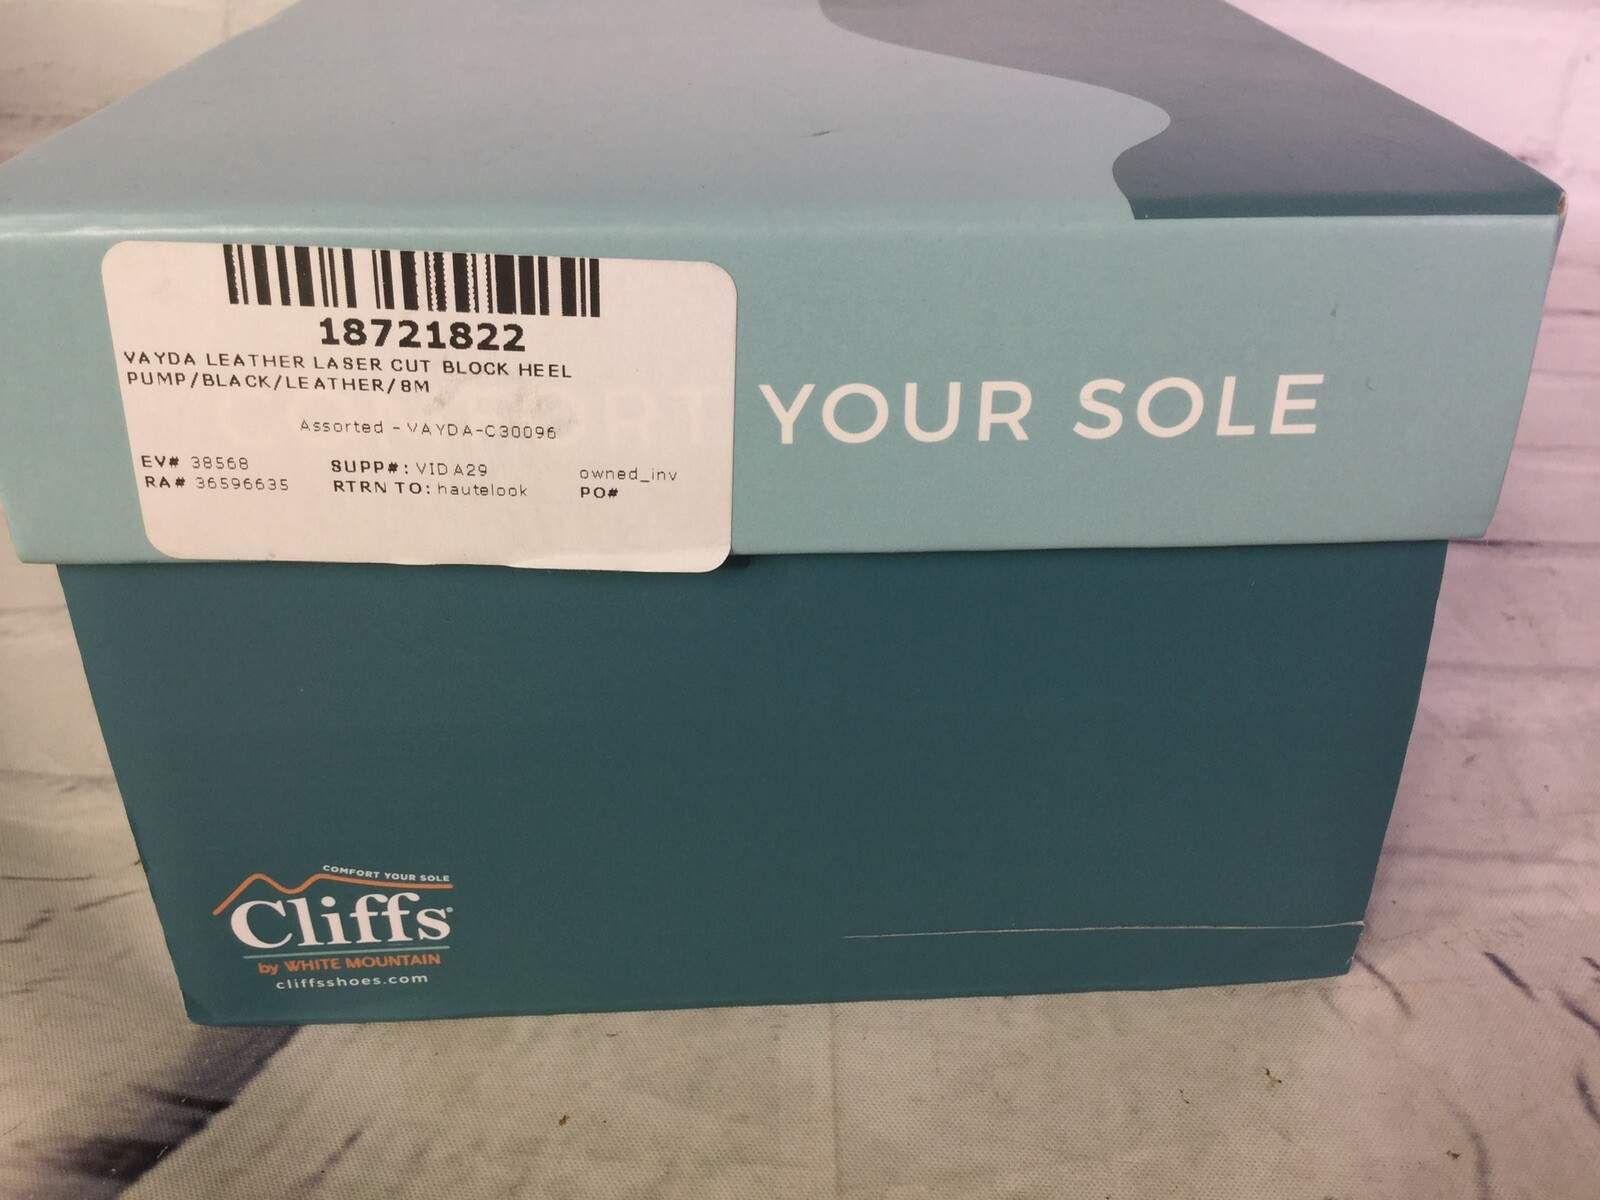 18721822
VAYDA LEATHER LASER CUT BLOCK HEEL
PUMP/BLACK/LEATHER/8M
Assorted - VAYDA-C30096
EV# 38568 SUPP#: VIDA29 owned_inv
RA# 36596635 RTRN TO: hautelook PO#
COMFORT YOUR SOLE
COMFORT YOUR SOLE
Cliffs®
by WHITE MOUNTAIN
cliffsshoes.com